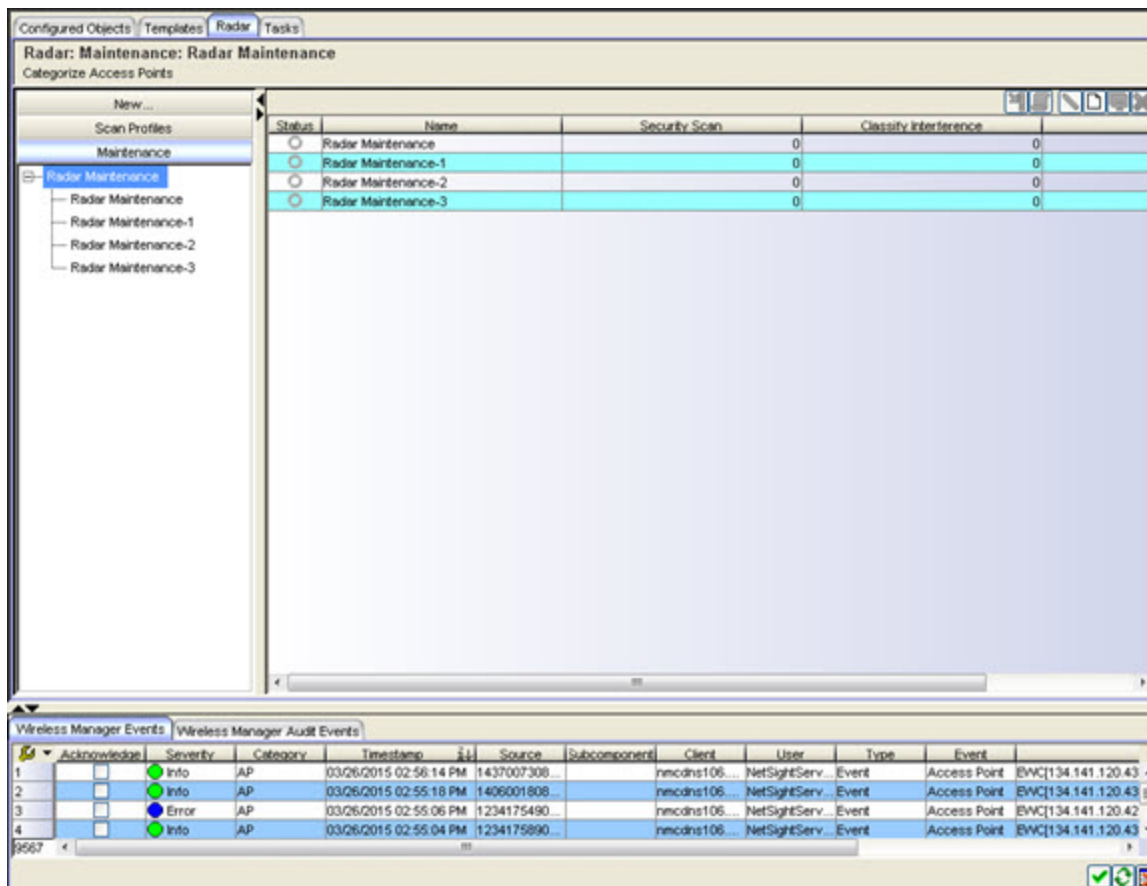 Configured Objects Templates Radar Tasks
Radar: Maintenance: Radar Maintenance
Categorize Access Points
New...
Scan Profiles
Maintenance
Radar Maintenance
Radar Maintenance
Radar Maintenance-1
Radar Maintenance-2
Radar Maintenance-3
Status Name Security Scan Classify Interference
Radar Maintenance 0 0
Radar Maintenance-1 0 0
Radar Maintenance-2 0 0
Radar Maintenance-3 0 0
Wireless Manager Events Wireless Manager Audit Events
Acknowledge Severity Category Timestamp Source Subcomponent Client User Type Event
1 Info AP 03/26/2015 02:56:14 PM 1437007308... nmcdns106.... NetSightServ... Event Access Point EWC[134.141.120.43
2 Info AP 03/26/2015 02:55:18 PM 1406001808... nmcdns106.... NetSightServ... Event Access Point EWC[134.141.120.43
3 Error AP 03/26/2015 02:55:06 PM 1234175490... nmcdns106.... NetSightServ... Event Access Point EWC[134.141.120.42
4 Info AP 03/26/2015 02:55:04 PM 1234175890... nmcdns106.... NetSightServ... Event Access Point EWC[134.141.120.43
9567